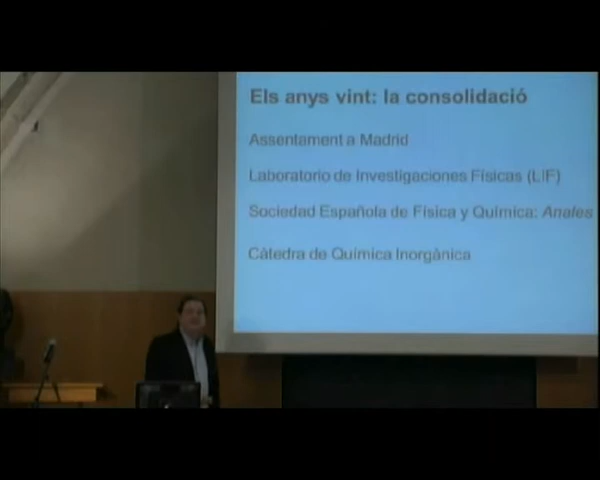 Els anys vint: la consolidació
Assentament a Madrid
Laboratorio de Investigaciones Físicas (LIF)
Sociedad Española de Física y Química: Anales
Càtedra de Química Inorgànica